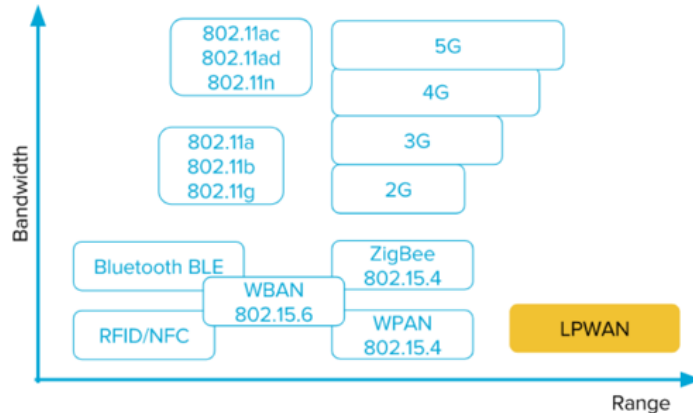 802.11ac
802.11ad
802.11n
5G
4G
3G
2G
802.11a
802.11b
802.11g
Bandwidth
Bluetooth BLE
ZigBee
802.15.4
WBAN
802.15.6
RFID/NFC
WPAN
802.15.4
LPWAN
Range